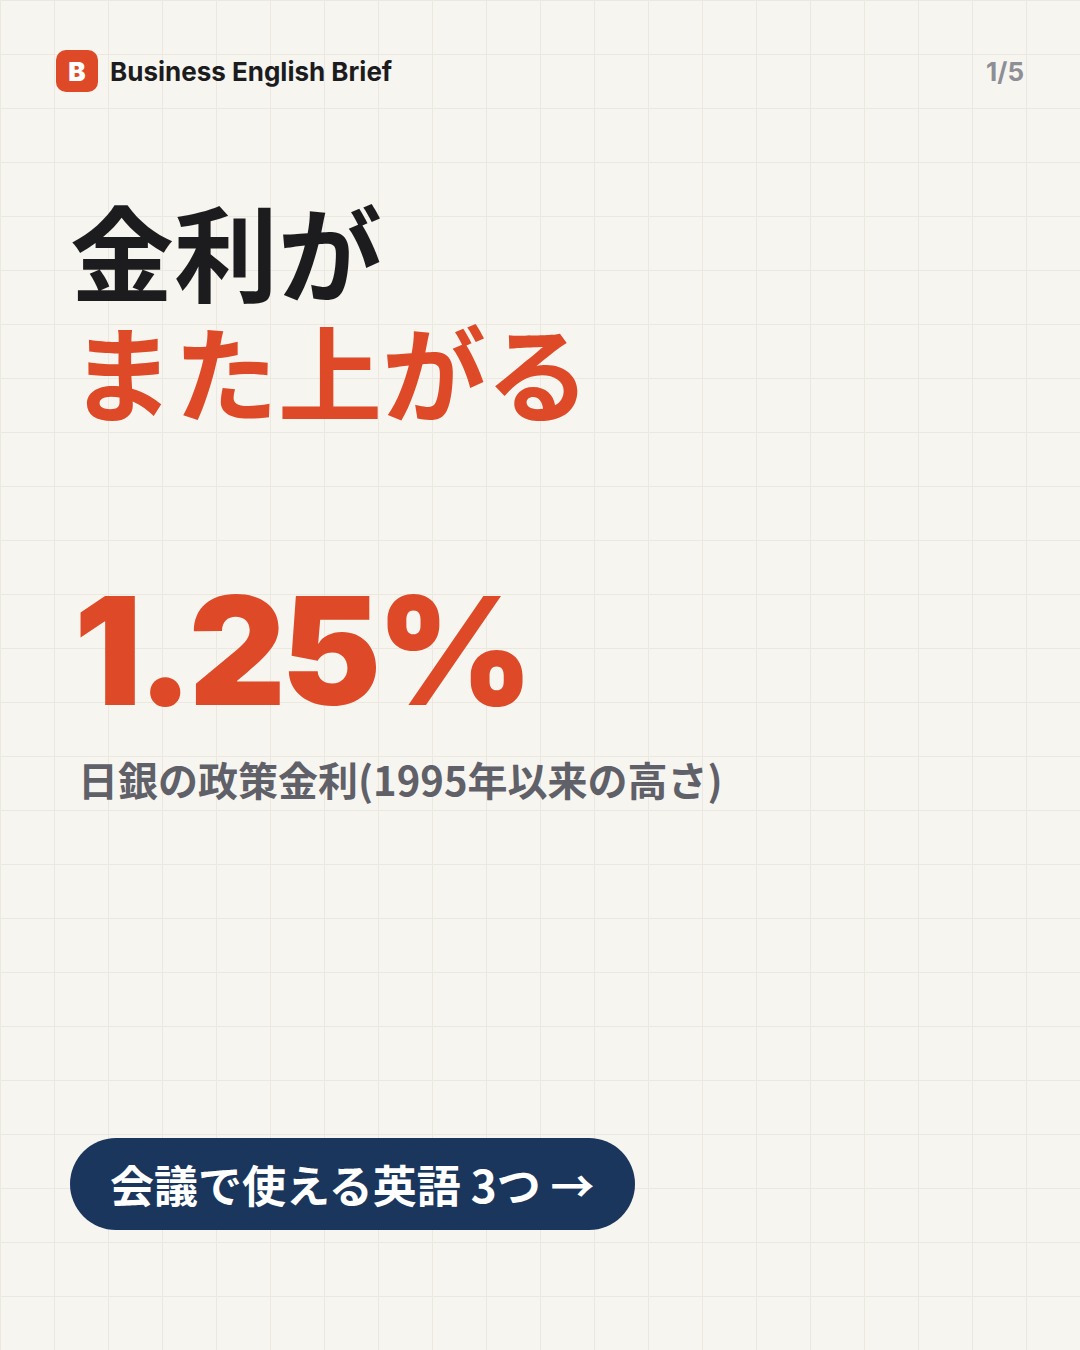 B Business English Brief
1/5
金利が
また上がる
1.25%
日銀の政策金利(1995年以来の高さ)
会議で使える英語 3つ →